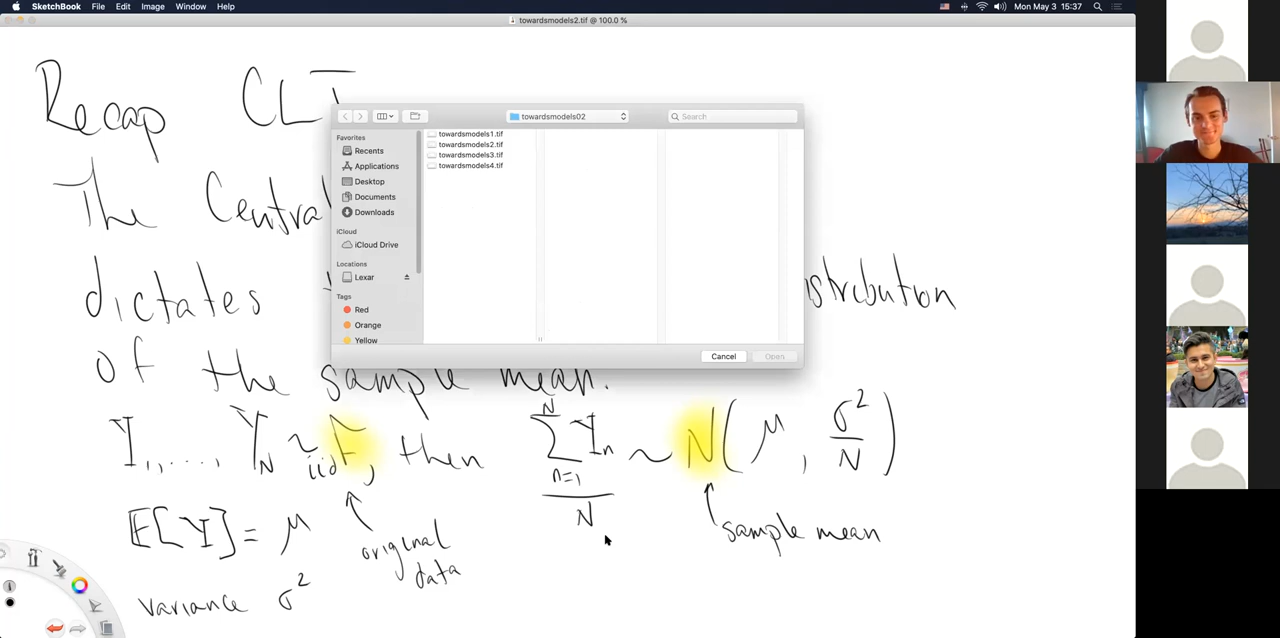 SketchBook File Edit Image Window Help Mon May 3 15:37
towardsmodels2.tif @ 100.0 %
Recap CLT
towardsmodels02
Search
Favorites
Recents
Applications
Desktop
Documents
Downloads
iCloud
iCloud Drive
Locations
Lexar
Tags
Red
Orange
Yellow
towardsmodels1.tif
towardsmodels2.tif
towardsmodels3.tif
towardsmodels4.tif
Cancel Open
The Central
dictates
of the sample mean.
Y₁, ..., Y_N ~iid F, then ∑_{n=1}^{N} Y_n / N ~ N(μ, σ²/N)
E[Y] = μ
original
data
sample mean
variance σ²